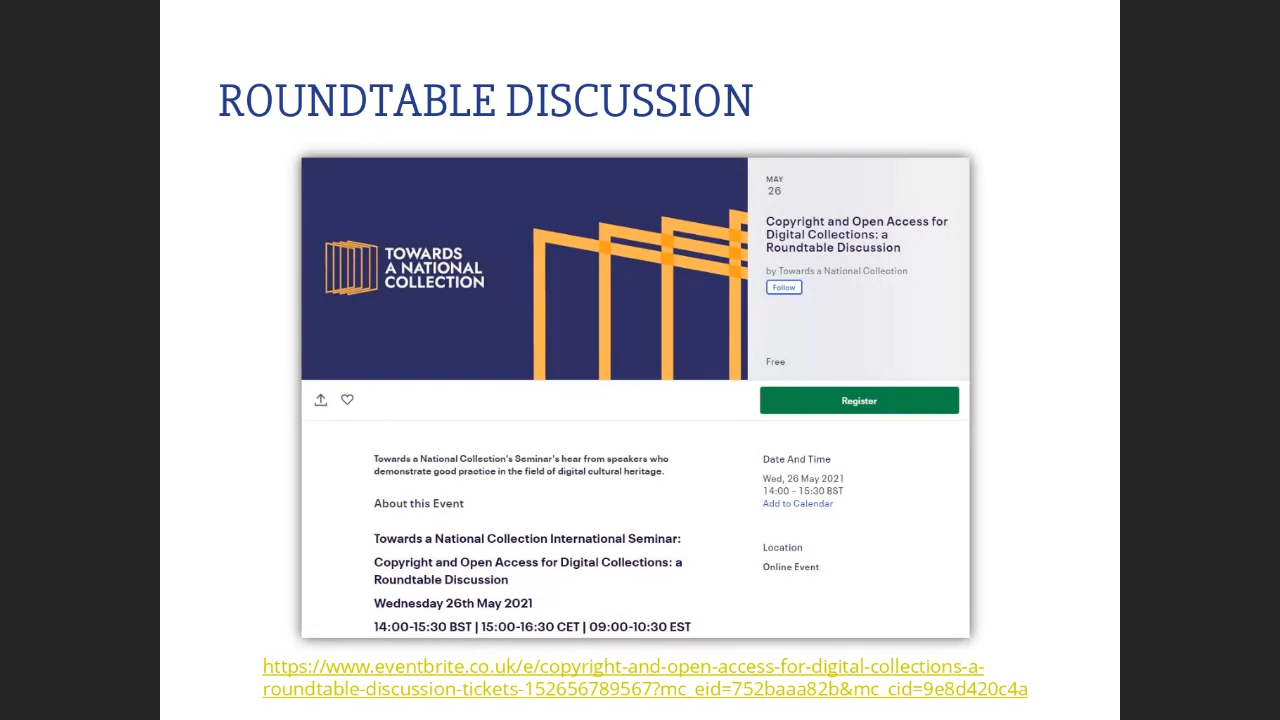 ROUNDTABLE DISCUSSION
TOWARDS
A NATIONAL
COLLECTION
MAY
26
Copyright and Open Access for
Digital Collections: a
Roundtable Discussion
by Towards a National Collection
Follow
Free
Register
Towards a National Collection's Seminar's hear from speakers who
demonstrate good practice in the field of digital cultural heritage.
About this Event
Towards a National Collection International Seminar:
Copyright and Open Access for Digital Collections: a
Roundtable Discussion
Wednesday 26th May 2021
14:00-15:30 BST | 15:00-16:30 CET | 09:00-10:30 EST
Date And Time
Wed, 26 May 2021
14:00 – 15:30 BST
Add to Calendar
Location
Online Event
https://www.eventbrite.co.uk/e/copyright-and-open-access-for-digital-collections-a-
roundtable-discussion-tickets-152656789567?mc_eid=752baaa82b&mc_cid=9e8d420c4a